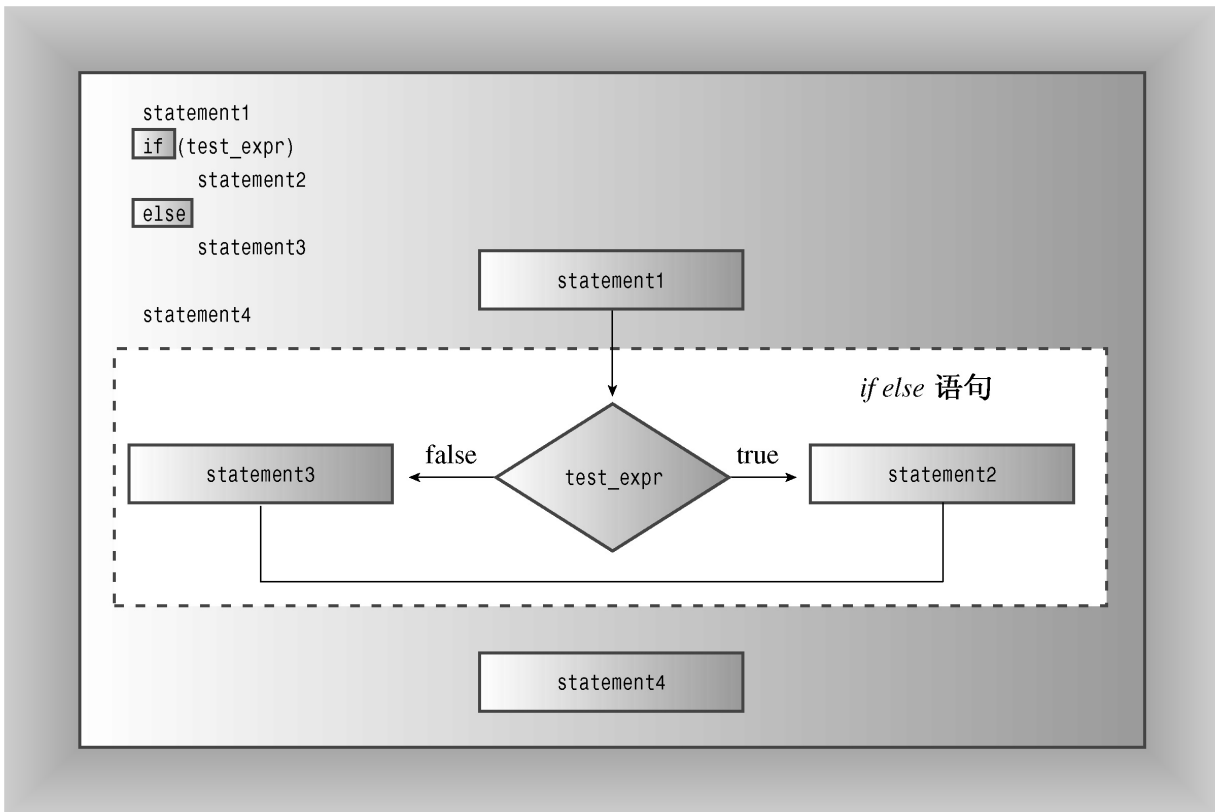 statement1
if (test_expr)
statement2
else
statement3
statement4
statement1
if else 语句
false
true
statement3
test_expr
statement2
statement4